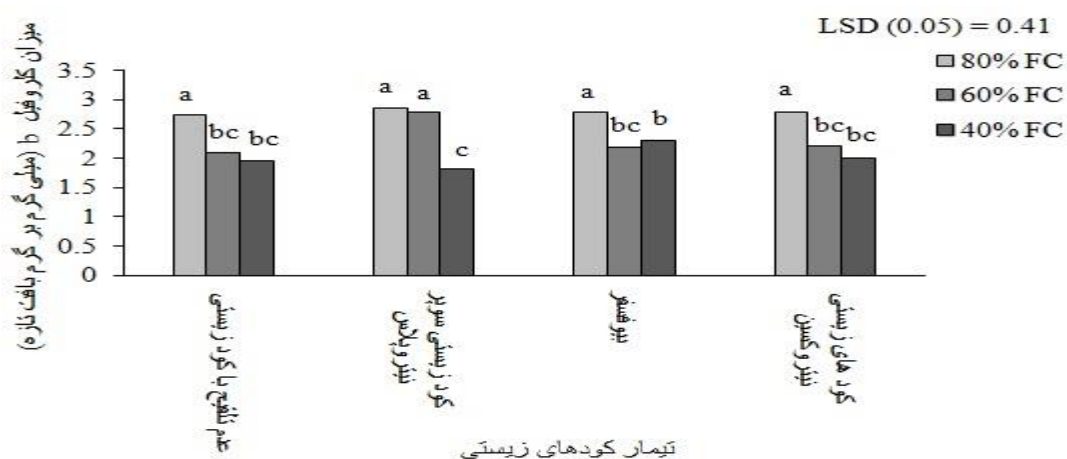 LSD (0.05) = 0.41
80% FC
60% FC
40% FC
میزان کلروفیل b (میلی گرم بر گرم بافت تازه)
3.5
3
2.5
2
1.5
1
0.5
0
a
bc
bc
a
a
c
a
bc
b
a
bc
bc
عدم تلقیح با کود زیستی
کود زیستی سوپر
نیتروپلاس
بیوفسفر
کود های زیستی
نیتروکسین
تیمار کودهای زیستی